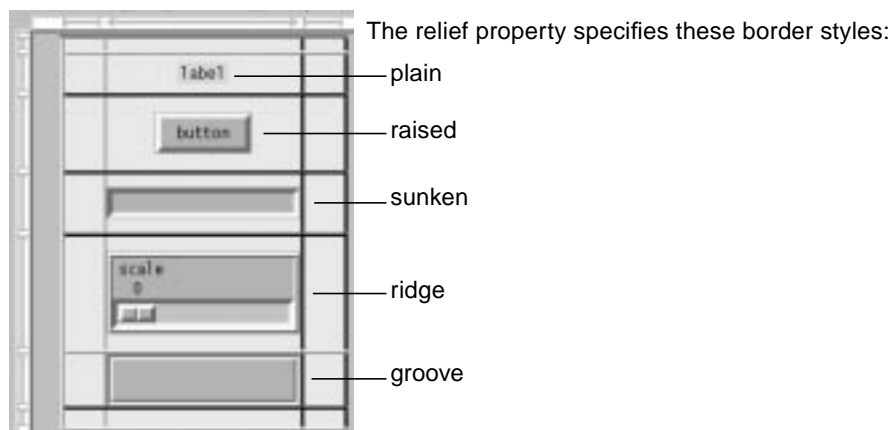 The relief property specifies these border styles:
label
plain
button
raised
sunken
scale
0
ridge
groove